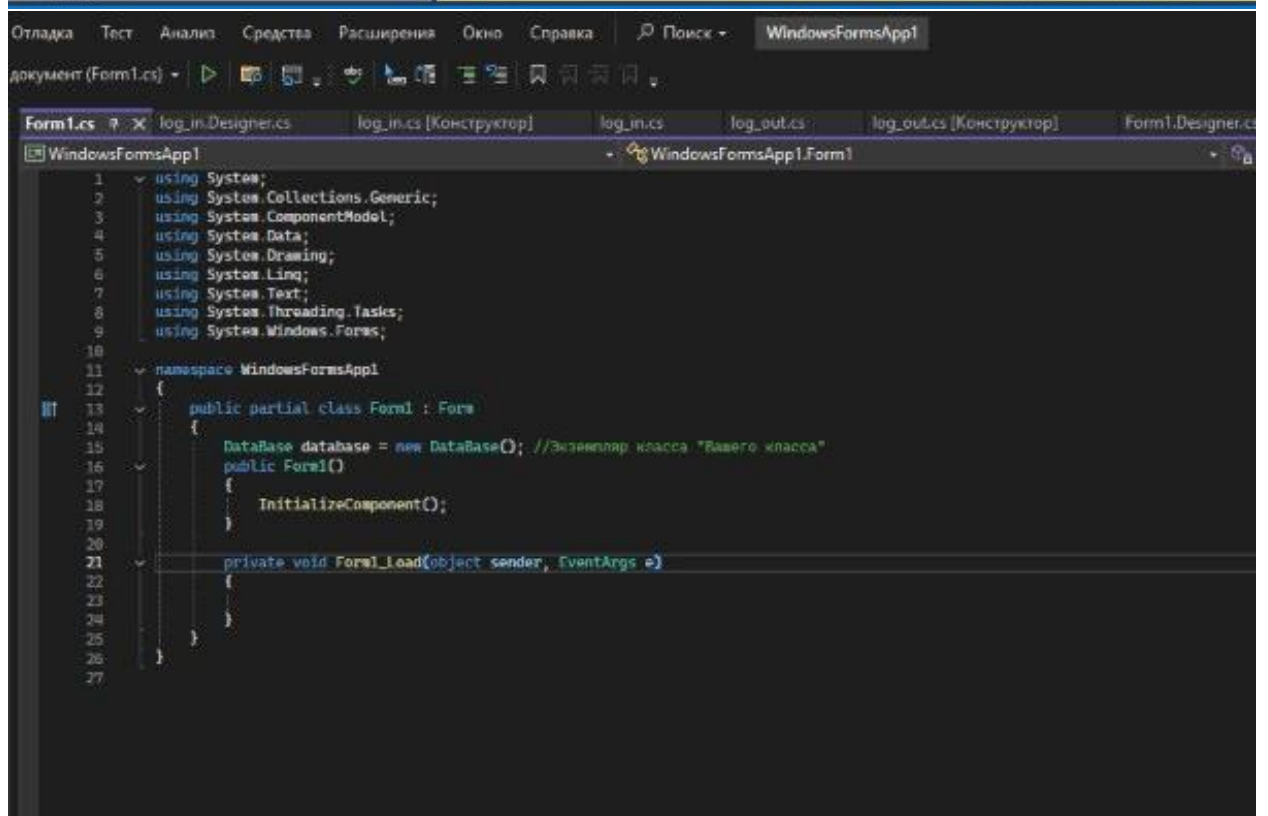 Отладка Тест Анализ Средства Расширения Окно Справка Поиск WindowsFormsApp1
документ (Form1.cs)
Form1.cs log_in.Designer.cs log_in.cs [Конструктор] log_in.cs log_out.cs log_out.cs [Конструктор] Form1.Designer.cs
WindowsFormsApp1 WindowsFormsApp1.Form1
1 using System;
2 using System.Collections.Generic;
3 using System.ComponentModel;
4 using System.Data;
5 using System.Drawing;
6 using System.Linq;
7 using System.Text;
8 using System.Threading.Tasks;
9 using System.Windows.Forms;
10
11 namespace WindowsFormsApp1
12 {
13 public partial class Form1 : Form
14 {
15 DataBase database = new DataBase(); //Экземпляр класса "Вашего класса"
16 public Form1()
17 {
18 InitializeComponent();
19 }
20
21 private void Form1_Load(object sender, EventArgs e)
22 {
23
24 }
25 }
26 }
27